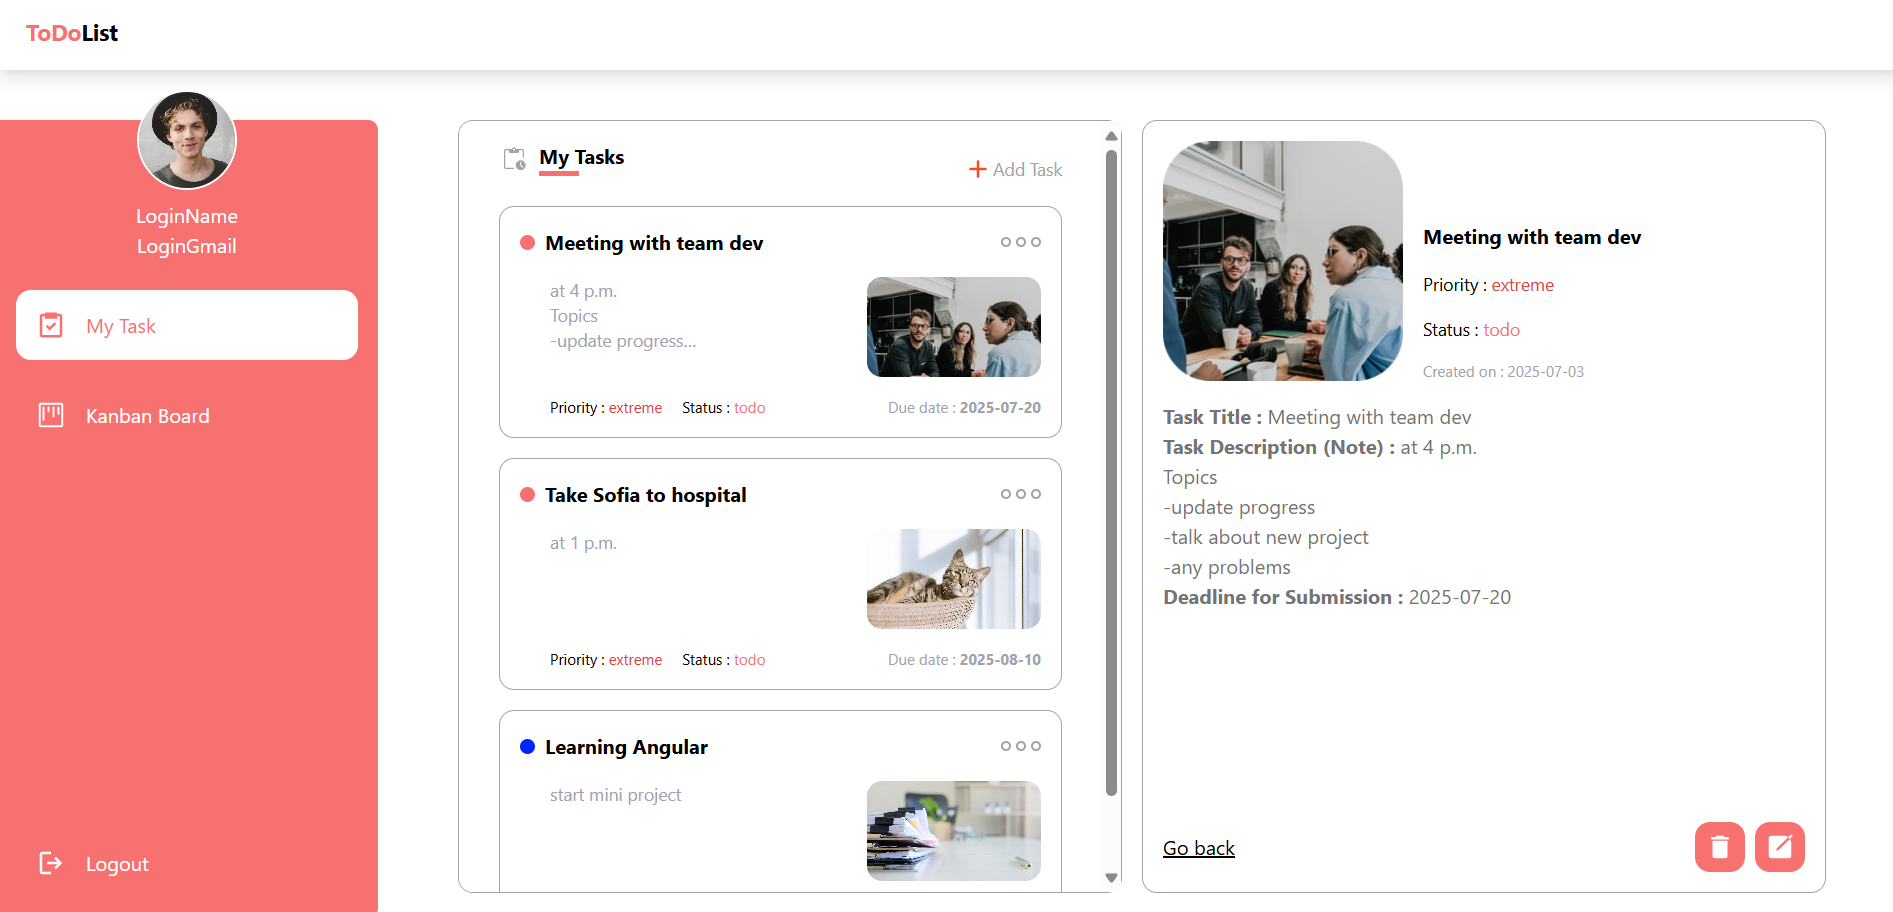 ToDoList
LoginName
LoginGmail
My Task
Kanban Board
Logout
My Tasks
Add Task
Meeting with team dev
at 4 p.m.
Topics
-update progress...
Priority : extreme Status : todo Due date : 2025-07-20
Take Sofia to hospital
at 1 p.m.
Priority : extreme Status : todo Due date : 2025-08-10
Learning Angular
start mini project
Meeting with team dev
Priority : extreme
Status : todo
Created on : 2025-07-03
Task Title : Meeting with team dev
Task Description (Note) : at 4 p.m.
Topics
-update progress
-talk about new project
-any problems
Deadline for Submission : 2025-07-20
Go back